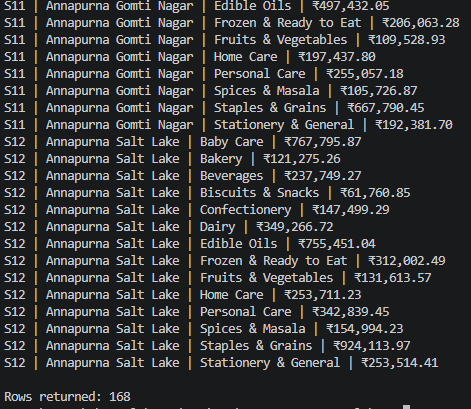 S11 | Annapurna Gomti Nagar | Edible Oils | ₹497,432.05
S11 | Annapurna Gomti Nagar | Frozen & Ready to Eat | ₹206,063.28
S11 | Annapurna Gomti Nagar | Fruits & Vegetables | ₹109,528.93
S11 | Annapurna Gomti Nagar | Home Care | ₹197,437.80
S11 | Annapurna Gomti Nagar | Personal Care | ₹255,057.18
S11 | Annapurna Gomti Nagar | Spices & Masala | ₹105,726.87
S11 | Annapurna Gomti Nagar | Staples & Grains | ₹667,790.45
S11 | Annapurna Gomti Nagar | Stationery & General | ₹192,381.70
S12 | Annapurna Salt Lake | Baby Care | ₹767,795.87
S12 | Annapurna Salt Lake | Bakery | ₹121,275.26
S12 | Annapurna Salt Lake | Beverages | ₹237,749.27
S12 | Annapurna Salt Lake | Biscuits & Snacks | ₹61,760.85
S12 | Annapurna Salt Lake | Confectionery | ₹147,499.29
S12 | Annapurna Salt Lake | Dairy | ₹349,266.72
S12 | Annapurna Salt Lake | Edible Oils | ₹755,451.04
S12 | Annapurna Salt Lake | Frozen & Ready to Eat | ₹312,002.49
S12 | Annapurna Salt Lake | Fruits & Vegetables | ₹131,613.57
S12 | Annapurna Salt Lake | Home Care | ₹253,711.23
S12 | Annapurna Salt Lake | Personal Care | ₹342,839.45
S12 | Annapurna Salt Lake | Spices & Masala | ₹154,994.23
S12 | Annapurna Salt Lake | Staples & Grains | ₹924,113.97
S12 | Annapurna Salt Lake | Stationery & General | ₹253,514.41
Rows returned: 168